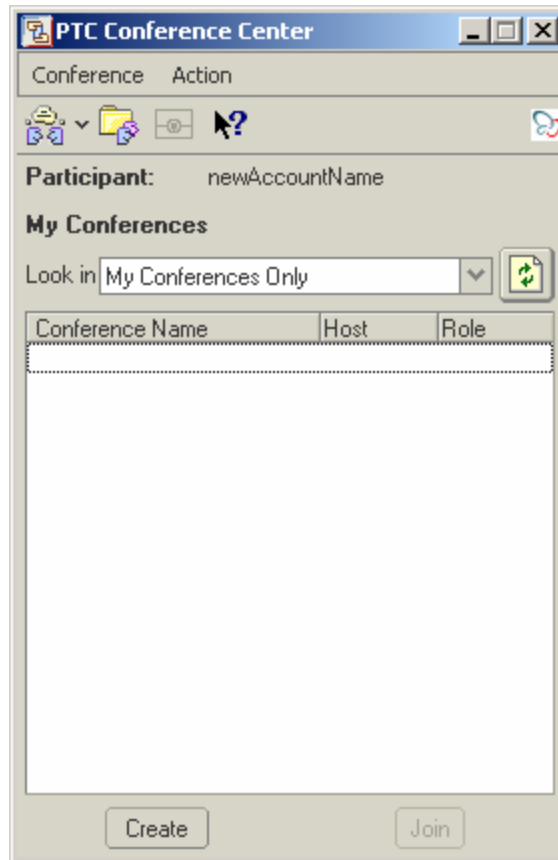 PTC Conference Center
Conference Action
Participant: newAccountName
My Conferences
Look in My Conferences Only
Conference Name Host Role
Create Join